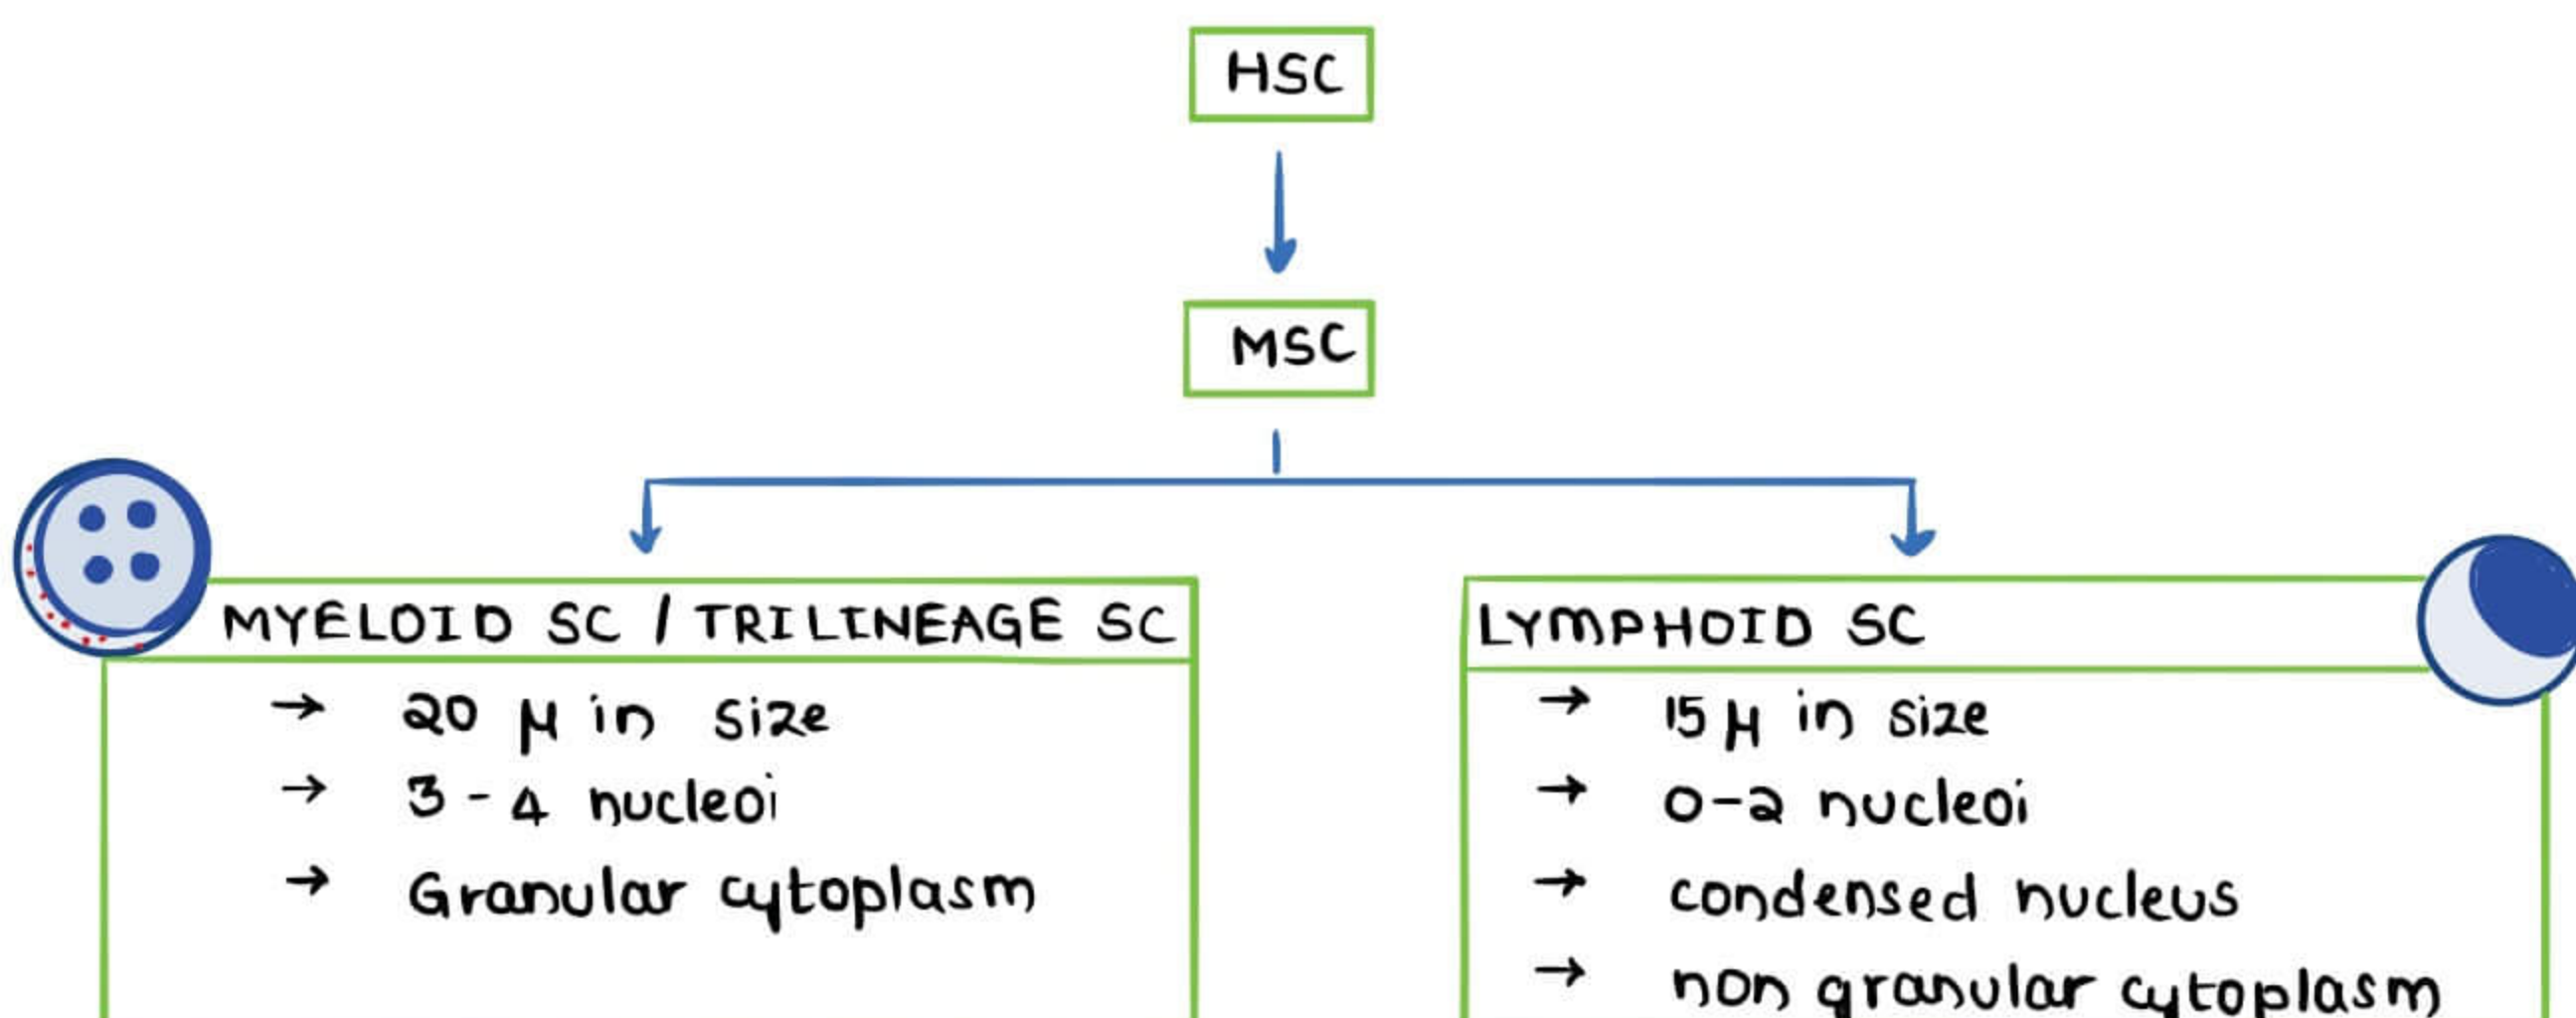 HSC
MSC
MYELOID SC / TRILINEAGE SC
→ 20 μ in size
→ 3 - 4 nucleoi
→ Granular cytoplasm
LYMPHOID SC
→ 15 μ in size
→ 0-2 nucleoi
→ condensed nucleus
→ non granular cytoplasm